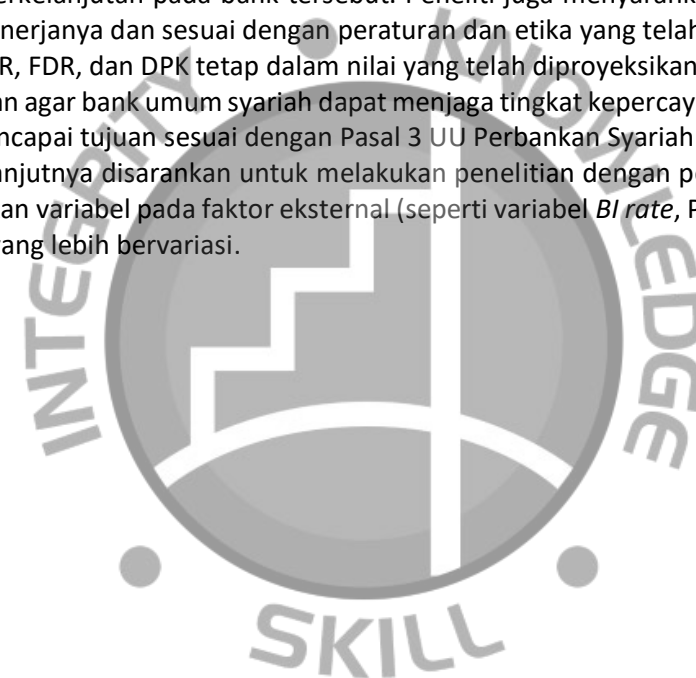 erkelanjutan pada bank tersebut. Peneliti juga menyarank
nerjanya dan sesuai dengan peraturan dan etika yang telah
R, FDR, dan DPK tetap dalam nilai yang telah diproyeksikan
n agar bank umum syariah dapat menjaga tingkat kepercay
ncapai tujuan sesuai dengan Pasal 3 UU Perbankan Syariah.
anjutnya disarankan untuk melakukan penelitian dengan pe
an variabel pada faktor eksternal (seperti variabel BI rate, P
yang lebih bervariasi.
INTEGRITY
KNOWLEDGE
SKILL